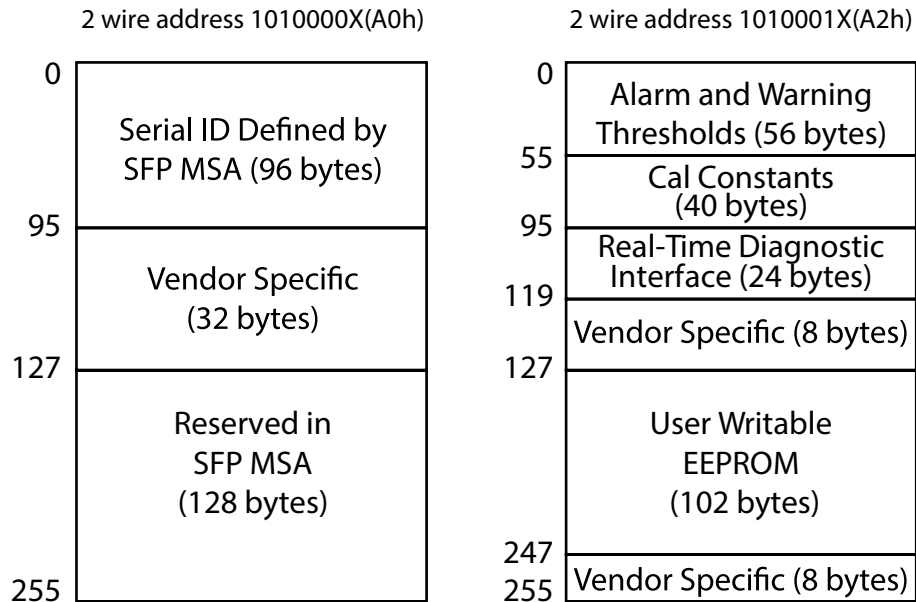 2 wire address 1010000X(A0h)
0
Serial ID Defined by
SFP MSA (96 bytes)
95
Vendor Specific
(32 bytes)
127
Reserved in
SFP MSA
(128 bytes)
255
2 wire address 1010001X(A2h)
0
Alarm and Warning
Thresholds (56 bytes)
55
Cal Constants
(40 bytes)
95
Real-Time Diagnostic
Interface (24 bytes)
119
Vendor Specific (8 bytes)
127
User Writable
EEPROM
(102 bytes)
247
Vendor Specific (8 bytes)
255